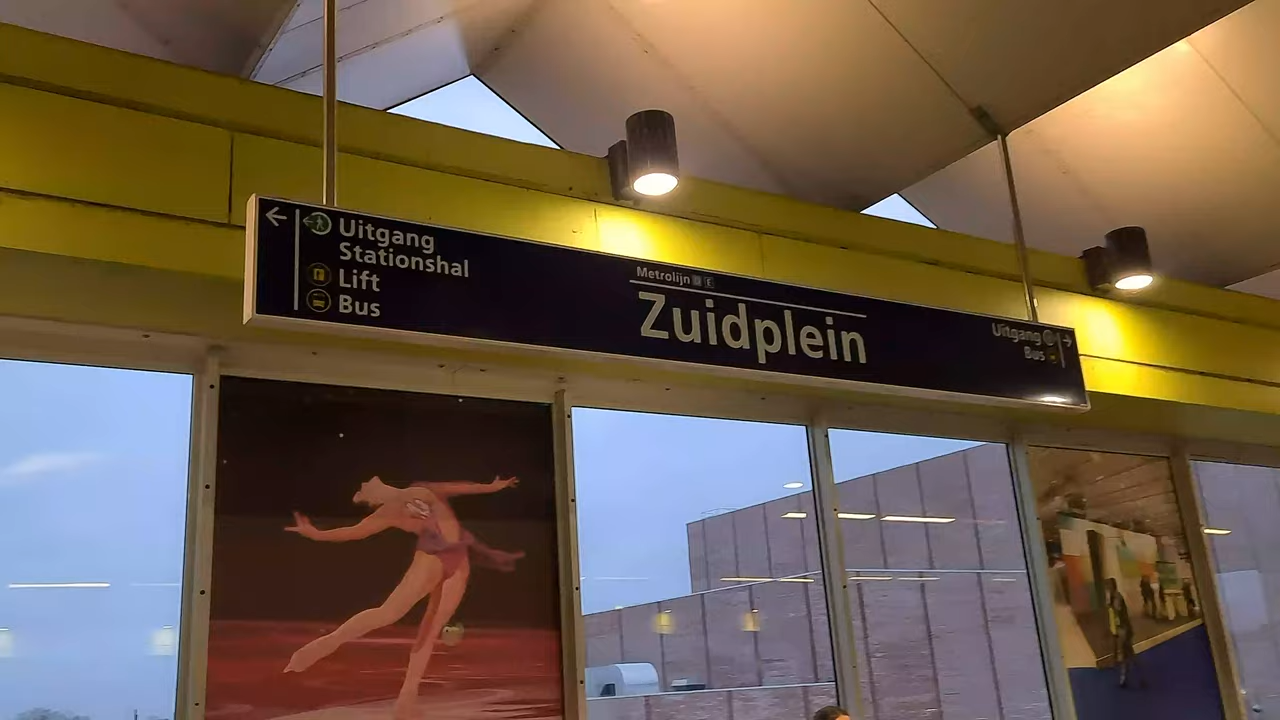 Uitgang
Stationshal
Lift
Bus
Metrolijn D E
Zuidplein
Uitgang
Bus